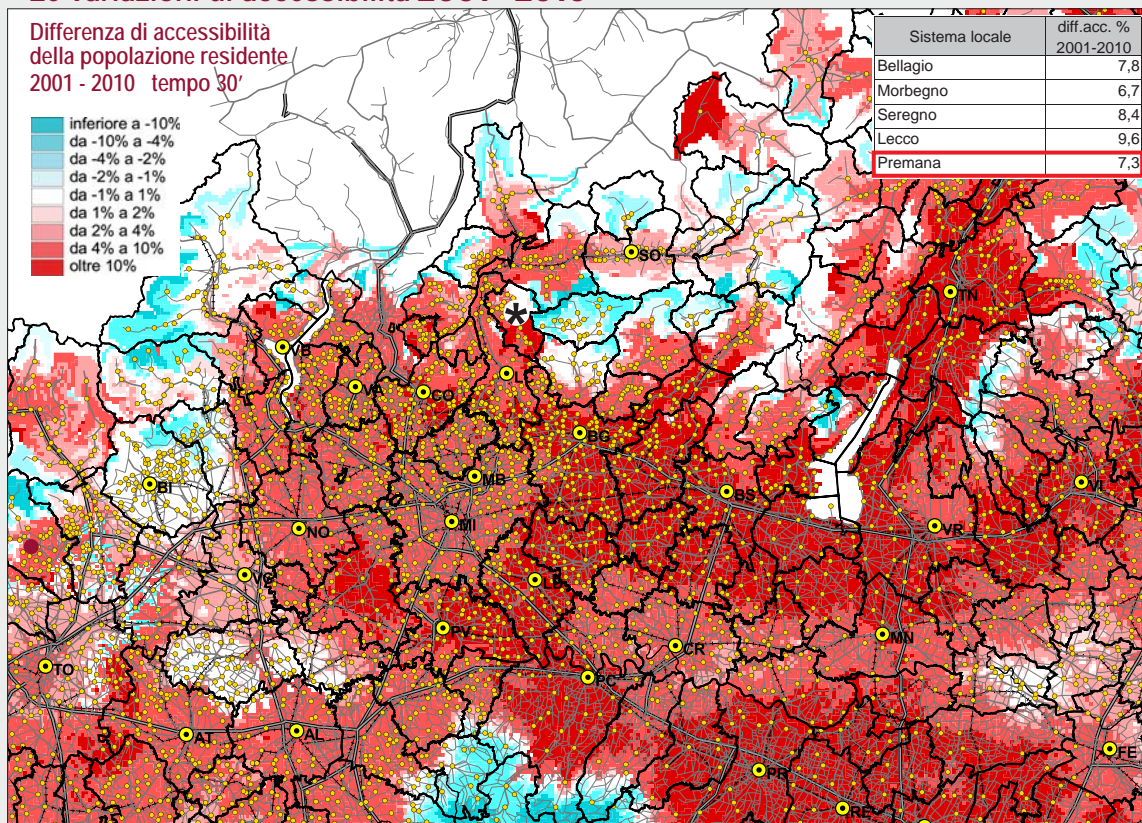 Differenza di accessibilità
della popolazione residente
2001 - 2010 tempo 30'
inferiore a -10%
da -10% a -4%
da -4% a -2%
da -2% a -1%
da -1% a 1%
da 1% a 2%
da 2% a 4%
da 4% a 10%
oltre 10%
Sistema locale diff.acc. % 2001-2010
Bellagio 7,8
Morbegno 6,7
Seregno 8,4
Lecco 9,6
Premana 7,3
SO
TN
VB
CO
BG
BI
MB
BS
VI
MI
NO
VR
VC
PV
CR
MN
TO
AT
AL
FE
PR
RE